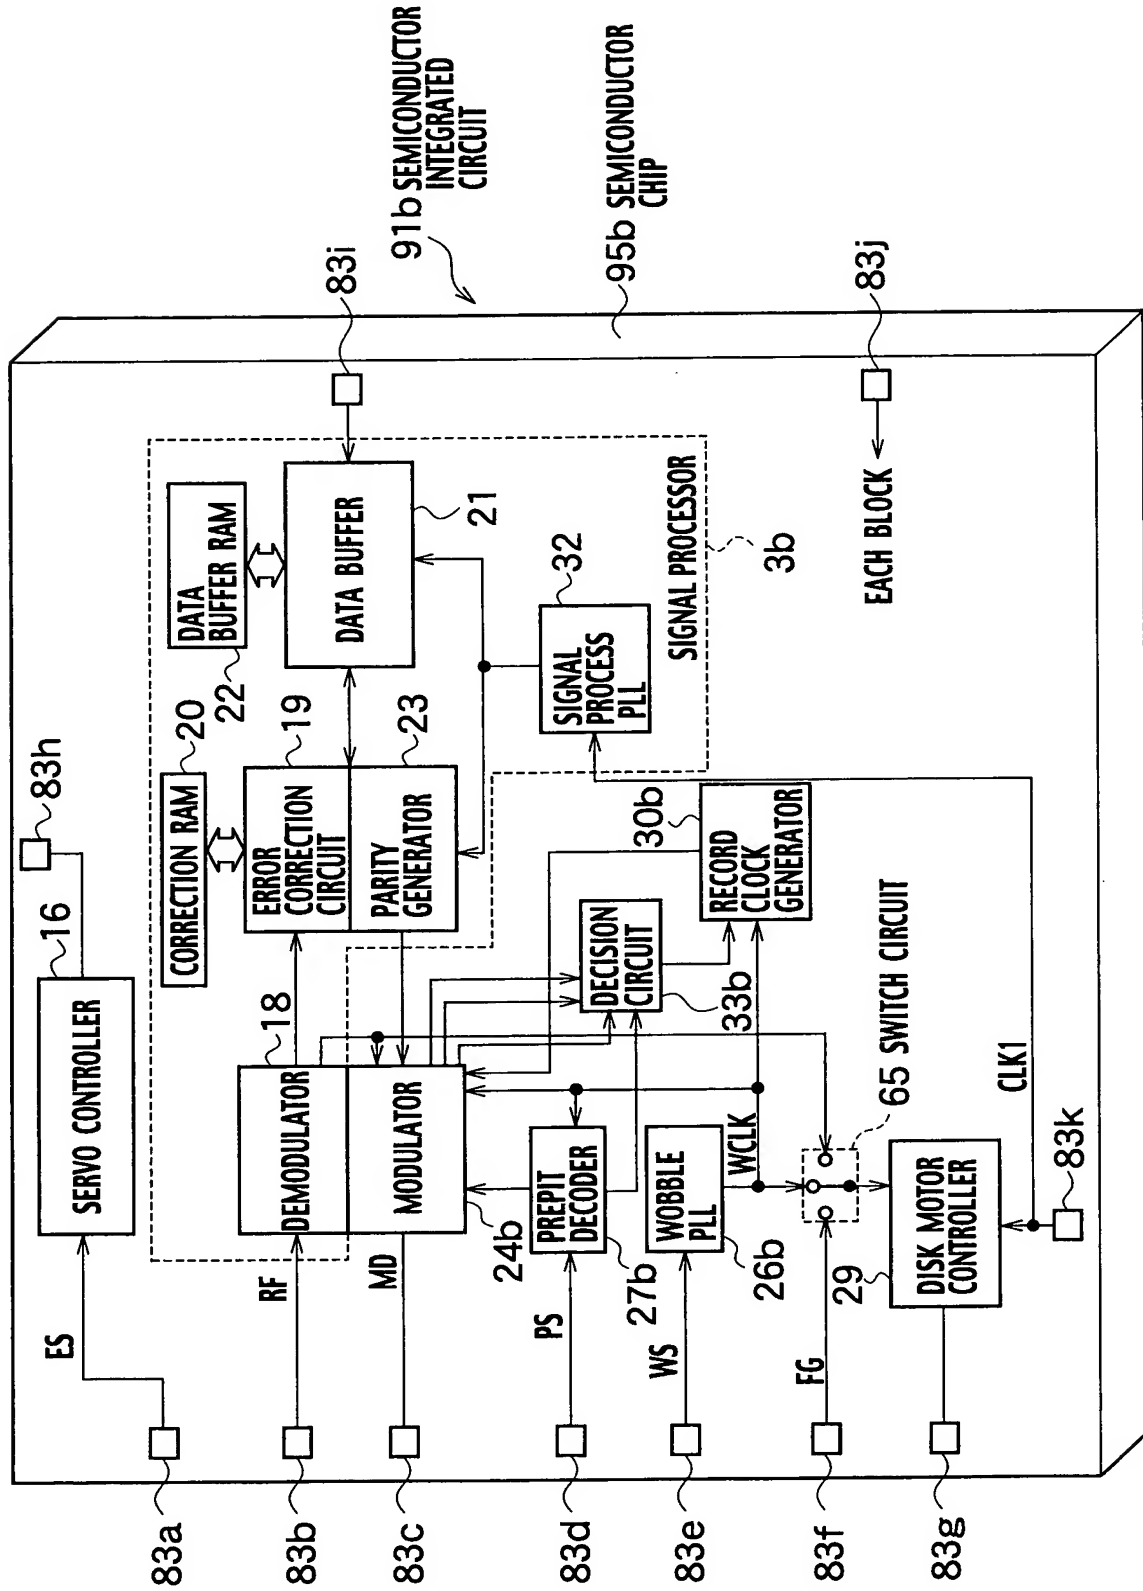 91b SEMICONDUCTOR
INTEGRATED
CIRCUIT
95b SEMICONDUCTOR
CHIP
83h
83i
83j
16
SERVO CONTROLLER
ES
83a
CORRECTION RAM
20
DATA
BUFFER RAM
22
18
DEMODULATOR
RF
83b
ERROR
CORRECTION
CIRCUIT
19
DATA BUFFER
21
MODULATOR
24b
MD
83c
PARITY
GENERATOR
23
PREPIT
DECODER
27b
PS
83d
DECISION
CIRCUIT
33b
SIGNAL
PROCESS
PLL
32
SIGNAL PROCESSOR
3b
WOBBLE
PLL
26b
WS
83e
WCLK
RECORD
CLOCK
GENERATOR
30b
FG
83f
65 SWITCH CIRCUIT
EACH BLOCK
DISK MOTOR
CONTROLLER
29
83g
CLK1
83k